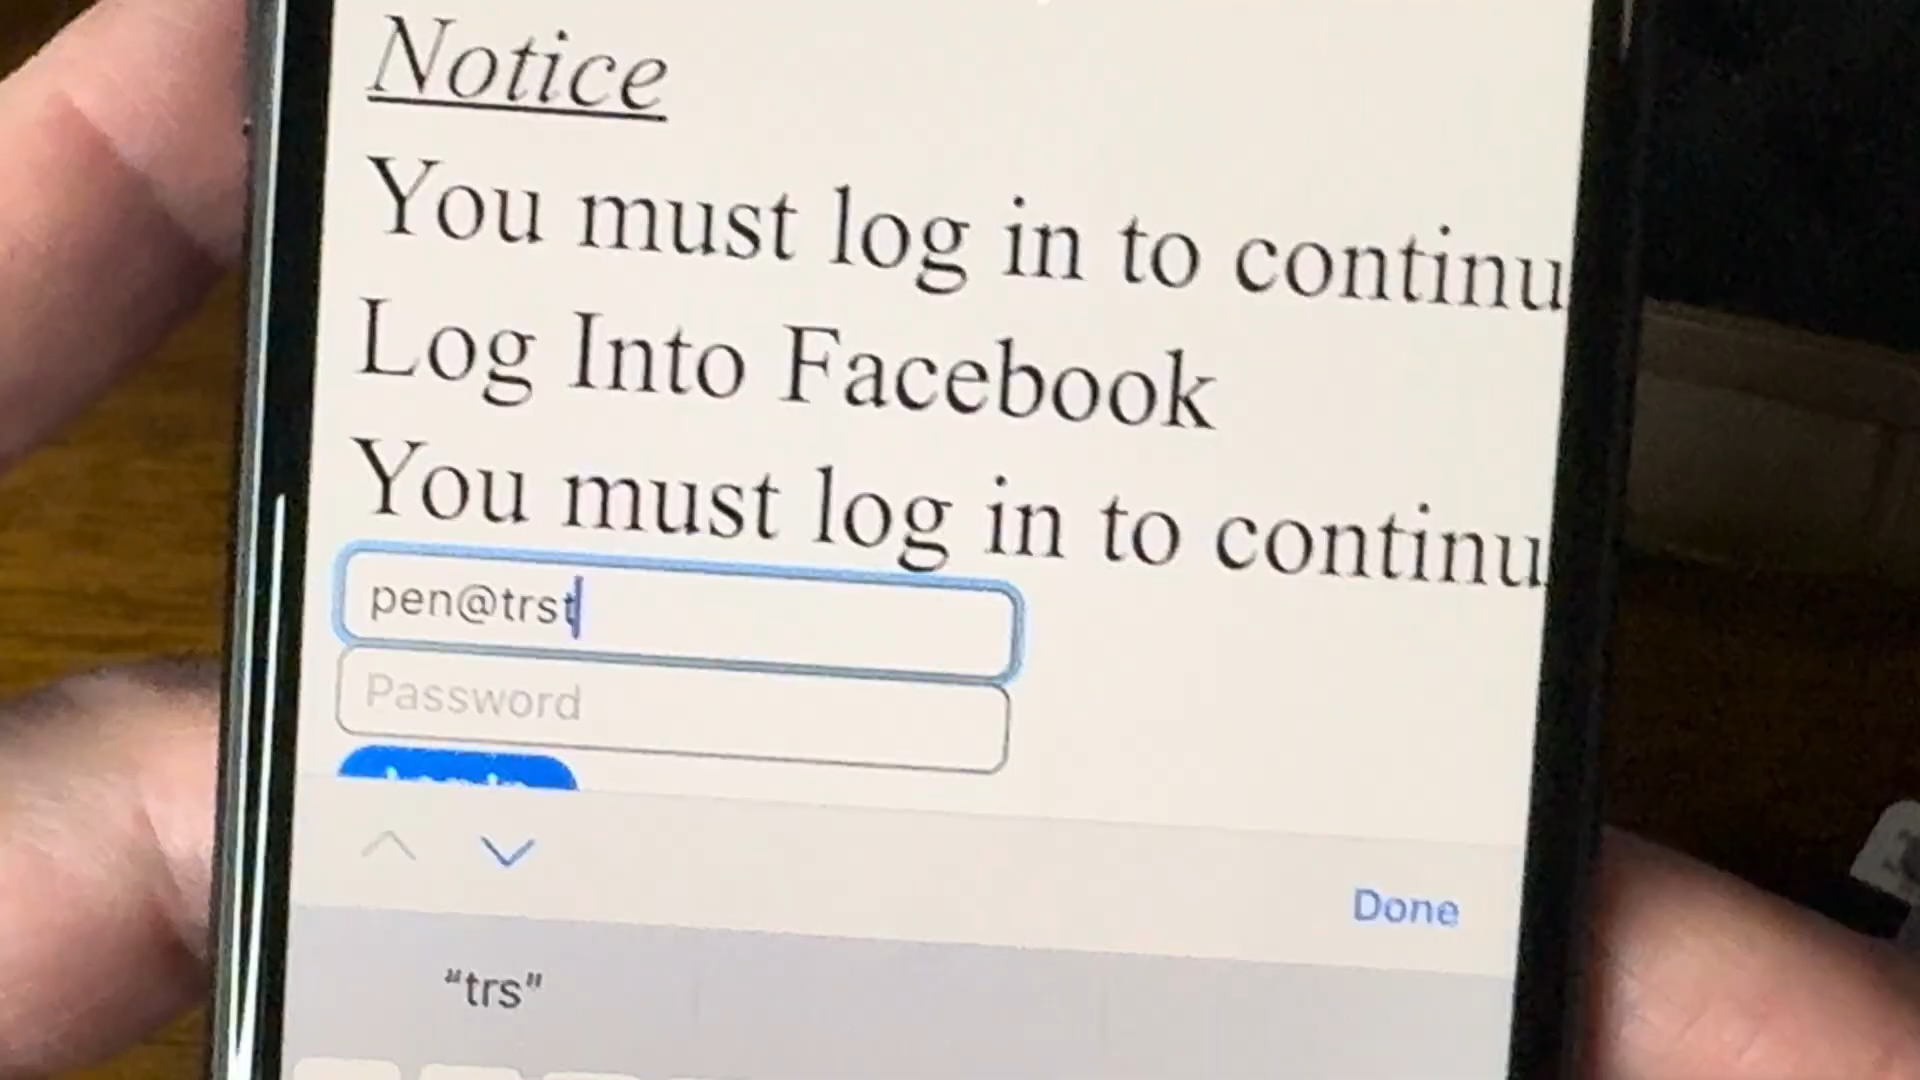 Notice
You must log in to continu
Log Into Facebook
You must log in to continu
pen@trst
Password
Done
"trs"